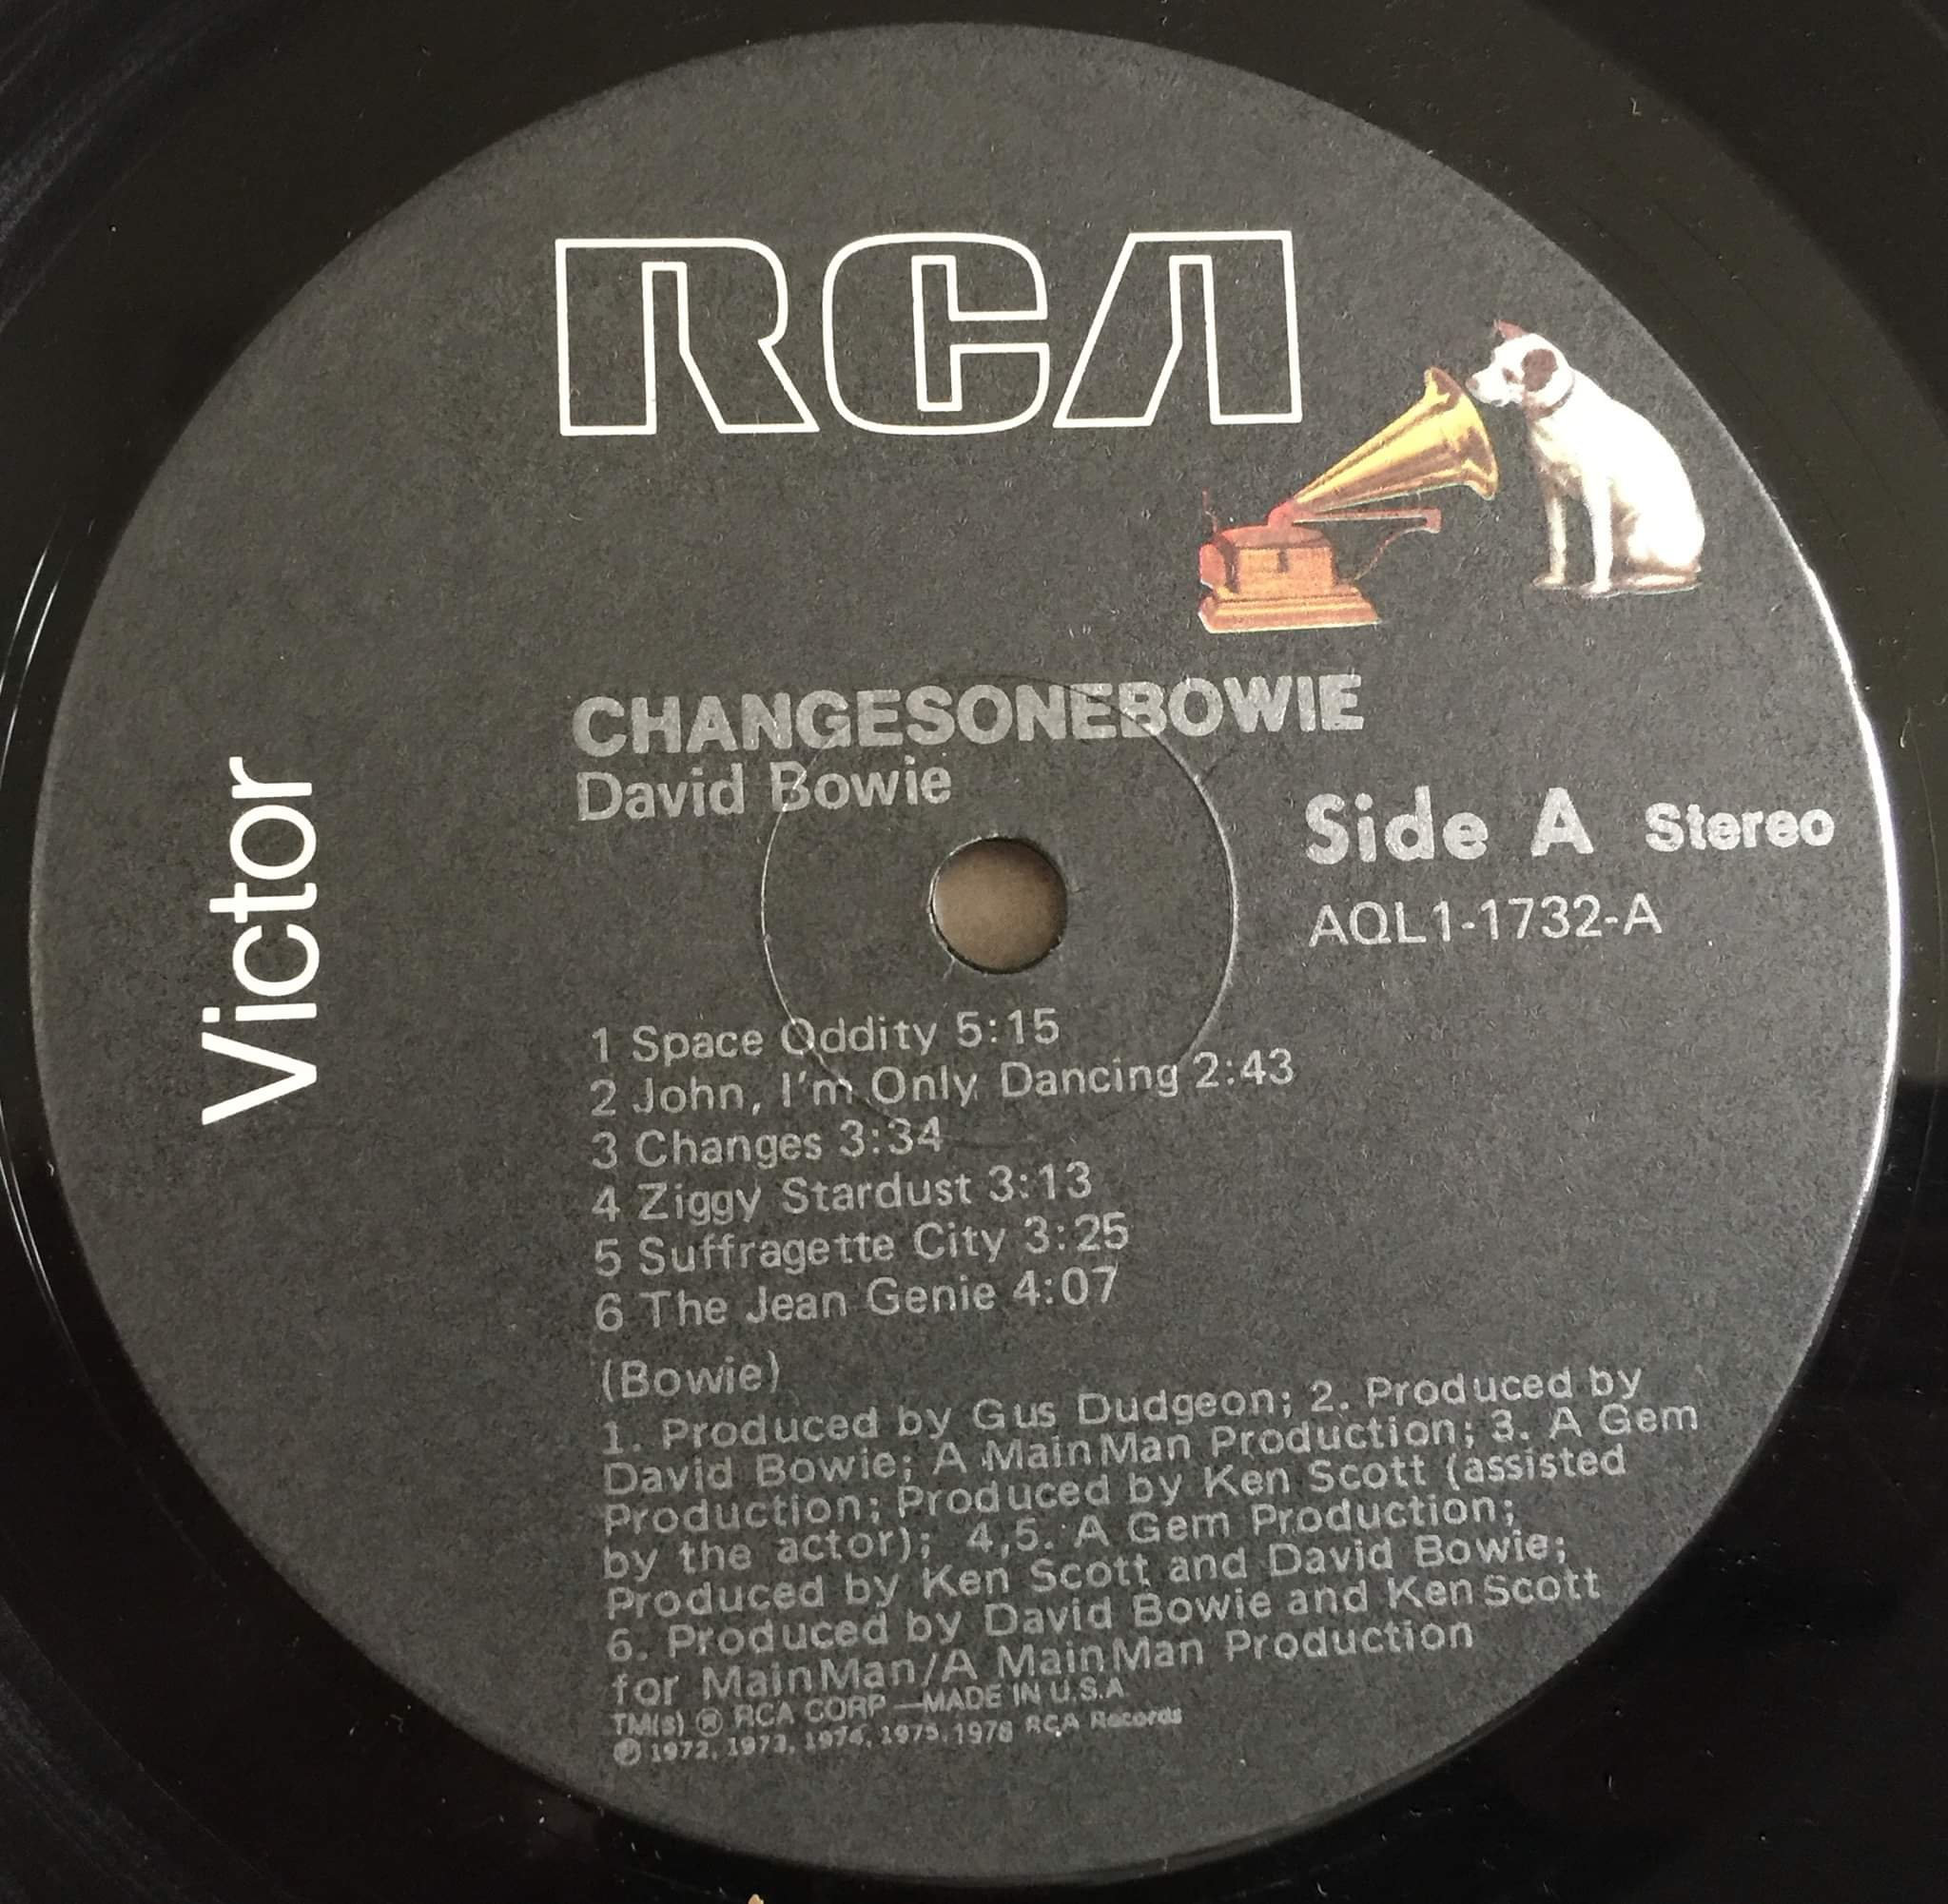 RCA
Victor
CHANGESONEBOWIE
David Bowie
Side A Stereo
AQL1-1732-A
1 Space Oddity 5:15
2 John, I'm Only Dancing 2:43
3 Changes 3:34
4 Ziggy Stardust 3:13
5 Suffragette City 3:25
6 The Jean Genie 4:07
(Bowie)
1. Produced by Gus Dudgeon; 2. Produced by
David Bowie; A MainMan Production; 3. A Gem
Production; Produced by Ken Scott (assisted
by the actor); 4,5. A Gem Production;
Produced by Ken Scott and David Bowie;
6. Produced by David Bowie and Ken Scott
for MainMan/A MainMan Production
TM(s) ® RCA CORP —MADE IN U.S.A
℗ 1972, 1973, 1974, 1975, 1976 RCA Records